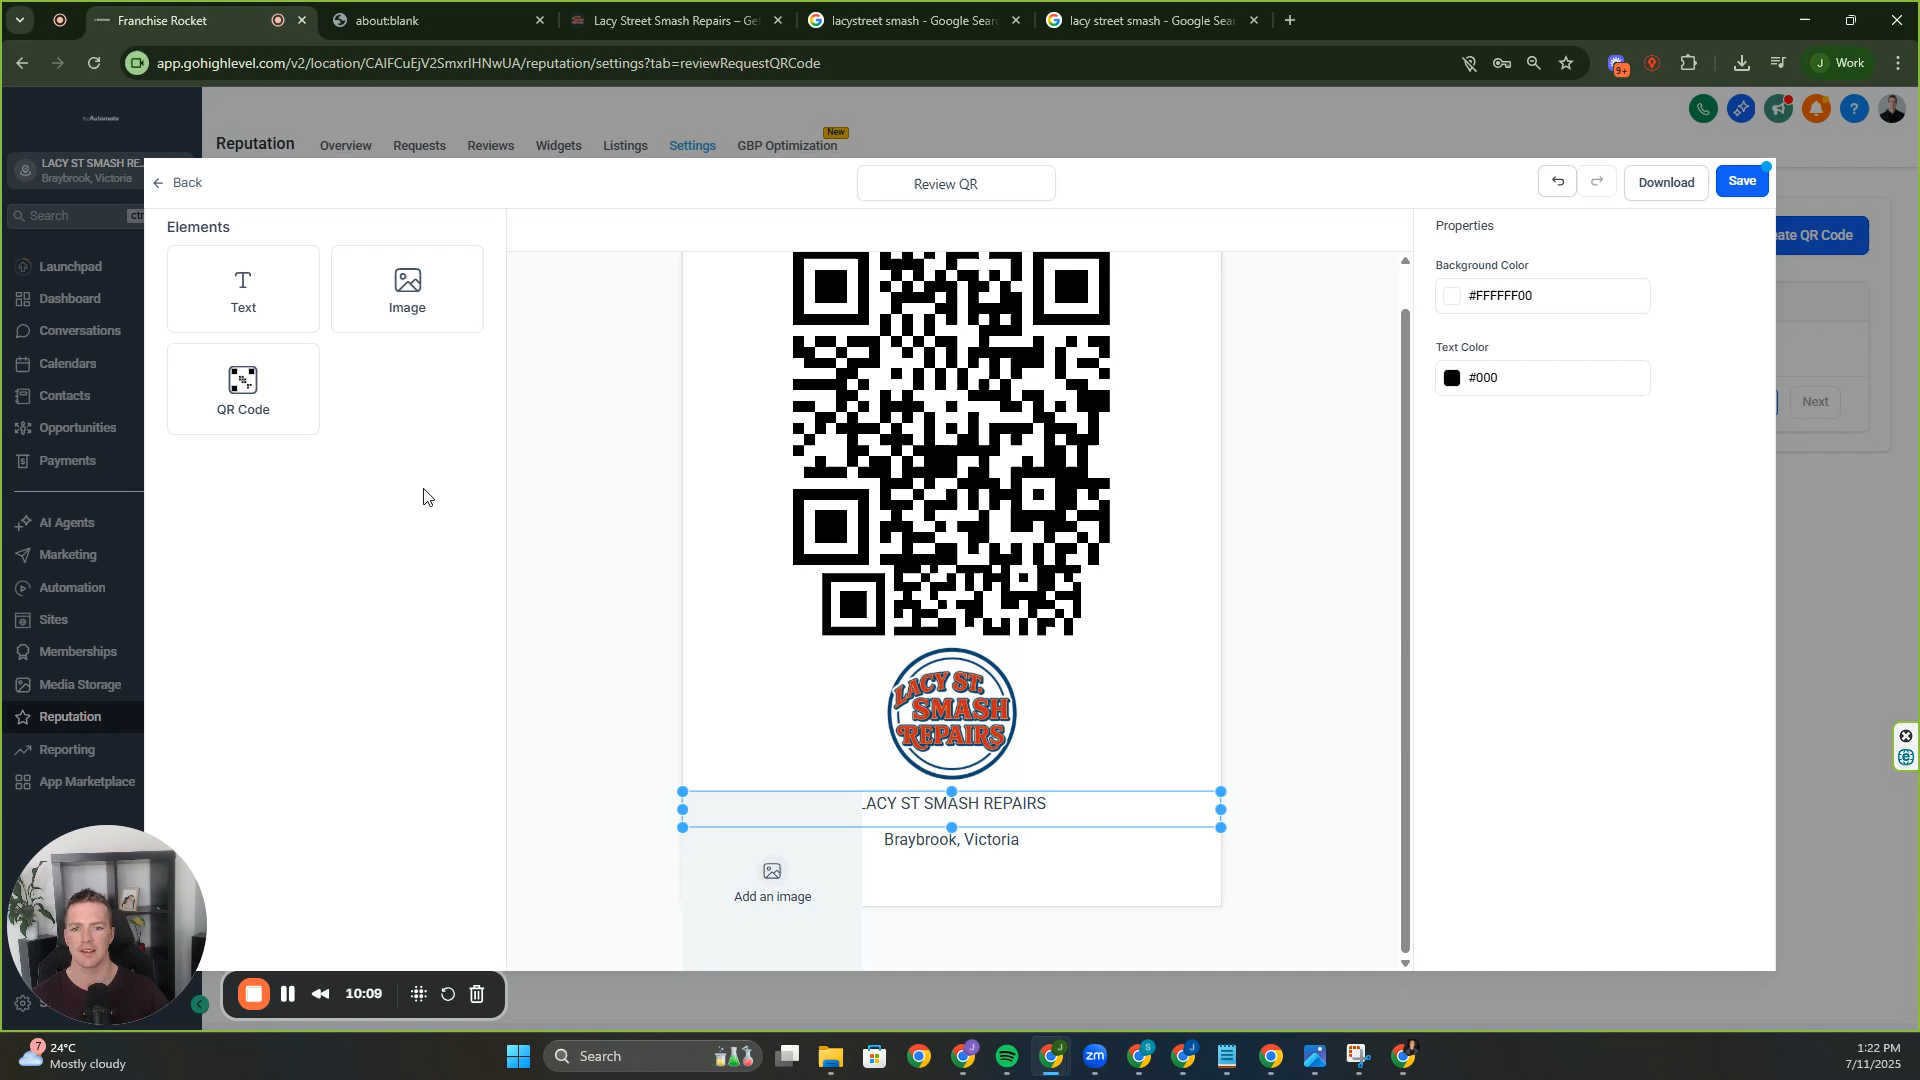 Franchise Rocket
about:blank
Lacy Street Smash Repairs – Ge
lacystreet smash - Google Sear
lacy street smash - Google Sear
app.gohighlevel.com/v2/location/CAIFCuEjV2SmxrIHNwUA/reputation/settings?tab=reviewRequestQRCode
9+
J
Work
Reputation
Overview
Requests
Reviews
Widgets
Listings
Settings
GBP Optimization
New
LACY ST SMASH RE...
Braybrook, Victoria
Search
ctr
Launchpad
Dashboard
Conversations
Calendars
Contacts
Opportunities
Payments
AI Agents
Marketing
Automation
Sites
Memberships
Media Storage
Reputation
Reporting
App Marketplace
Back
Review QR
Download
Save
Elements
Text
Image
QR Code
LACY ST.
SMASH
REPAIRS
LACY ST SMASH REPAIRS
Braybrook, Victoria
Add an image
Properties
Background Color
#FFFFFF00
Text Color
#000
ate QR Code
Next
10:09
7
24°C
Mostly cloudy
Search
zm
1:22 PM
7/11/2025